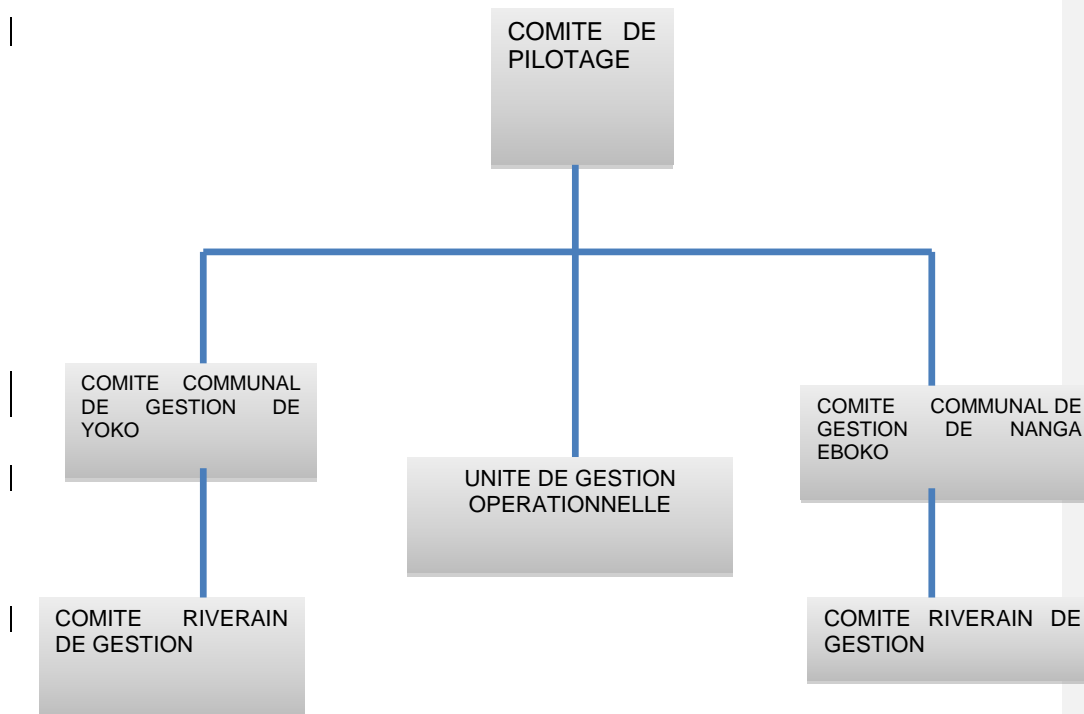 COMITE DE
PILOTAGE
COMITE COMMUNAL
DE GESTION DE
YOKO
COMITE COMMUNAL DE
GESTION DE NANGA
EBOKO
UNITE DE GESTION
OPERATIONNELLE
COMITE RIVERAIN
DE GESTION
COMITE RIVERAIN DE
GESTION